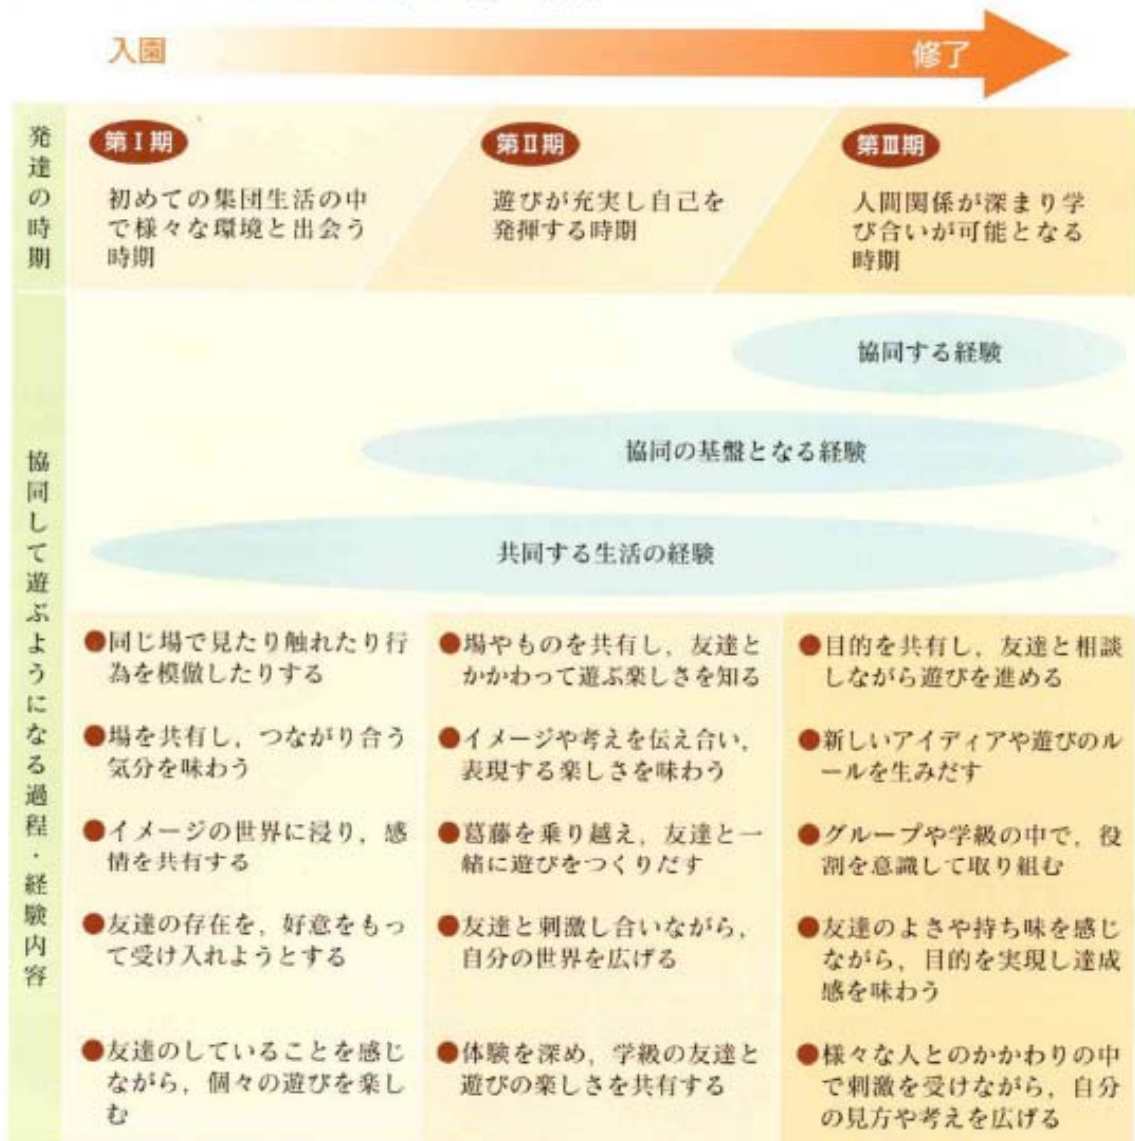 入園
修了
発達の時期
第Ⅰ期
初めての集団生活の中
で様々な環境と出会う
時期
第Ⅱ期
遊びが充実し自己を
発揮する時期
第Ⅲ期
人間関係が深まり学
び合いが可能となる
時期
協同して遊ぶようになる過程・経験内容
協同する経験
協同の基盤となる経験
共同する生活の経験
●同じ場で見たり触れたり行
為を模倣したりする
●場を共有し，つながり合う
気分を味わう
●イメージの世界に浸り，感
情を共有する
●友達の存在を，好意をもっ
て受け入れようとする
●友達のしていることを感じ
ながら，個々の遊びを楽し
む
●場やものを共有し，友達と
かかわって遊ぶ楽しさを知る
●イメージや考えを伝え合い，
表現する楽しさを味わう
●葛藤を乗り越え，友達と一
緒に遊びをつくりだす
●友達と刺激し合いながら，
自分の世界を広げる
●体験を深め，学級の友達と
遊びの楽しさを共有する
●目的を共有し，友達と相談
しながら遊びを進める
●新しいアイディアや遊びのル
ールを生みだす
●グループや学級の中で，役
割を意識して取り組む
●友達のよさや持ち味を感じ
ながら，目的を実現し達成
感を味わう
●様々な人とのかかわりの中
で刺激を受けながら，自分
の見方や考えを広げる